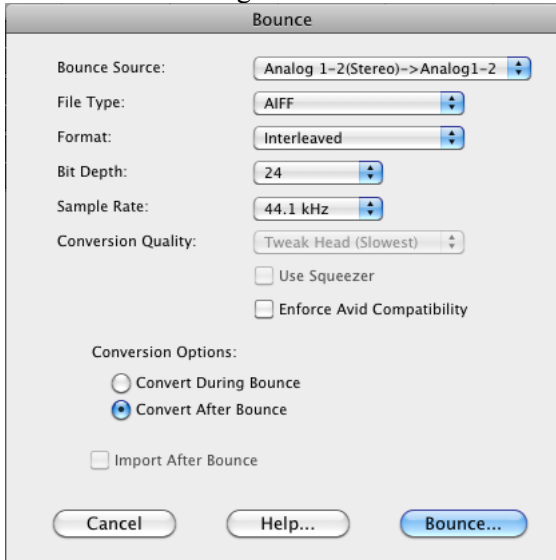 Bounce
Bounce Source: Analog 1-2(Stereo)->Analog1-2
File Type: AIFF
Format: Interleaved
Bit Depth: 24
Sample Rate: 44.1 kHz
Conversion Quality: Tweak Head (Slowest)
Use Squeezer
Enforce Avid Compatibility
Conversion Options:
Convert During Bounce
Convert After Bounce
Import After Bounce
Cancel Help... Bounce...